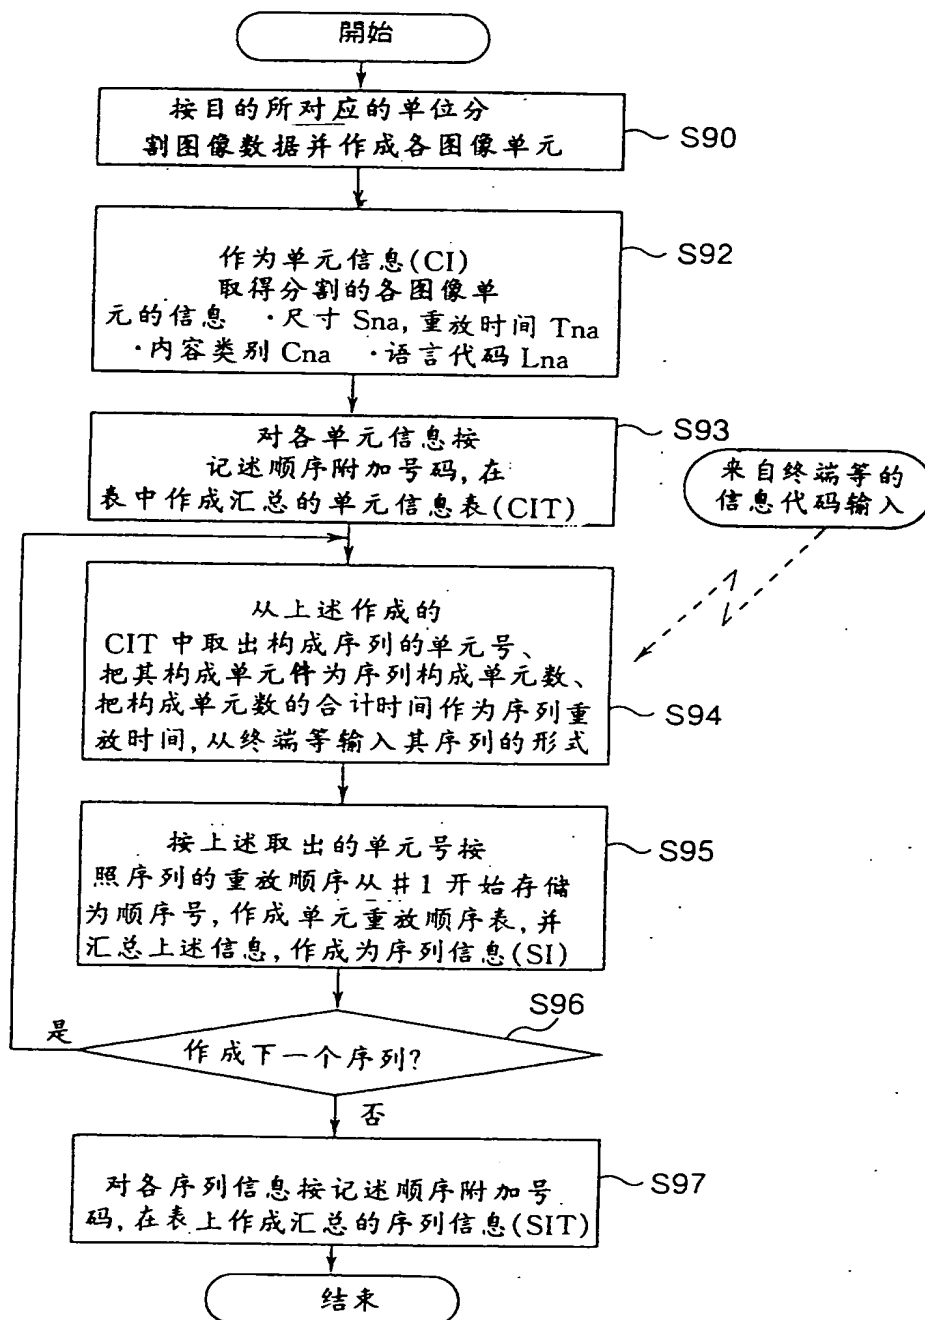 開始
按目的所对应的单位分
割图像数据并作成各图像单元
S90
作为单元信息(CI)
取得分割的各图像单
元的信息 ·尺寸 Sna,重放时间 Tna
·内容类别 Cna ·语言代码 Lna
S92
对各单元信息按
记述顺序附加号码,在
表中作成汇总的单元信息表(CIT)
S93
来自终端等的
信息代码输入
从上述作成的
CIT 中取出构成序列的单元号、
把其构成单元件为序列构成单元数、
把构成单元数的合计时间作为序列重
放时间,从终端等输入其序列的形式
S94
按上述取出的单元号按
照序列的重放顺序从#1开始存储
为顺序号,作成单元重放顺序表,并
汇总上述信息,作成为序列信息(SI)
S95
S96
是
作成下一个序列?
否
对各序列信息按记述顺序附加号
码,在表上作成汇总的序列信息(SIT)
S97
结束